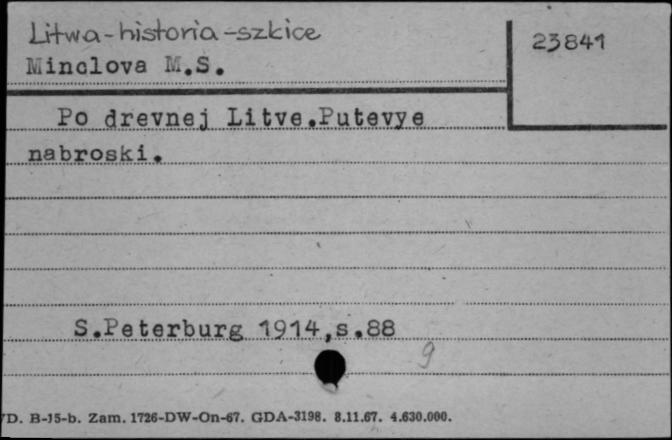 Litwa-historia-szkice
23841
Minclova M.S.
Po drevnej Litve.Putevye
nabroski.
S.Peterburg 1914,s.88
9
D. B-15-b. Zam. 1726-DW-On-67. GDA-3198. 8.11.67. 4.630.000.